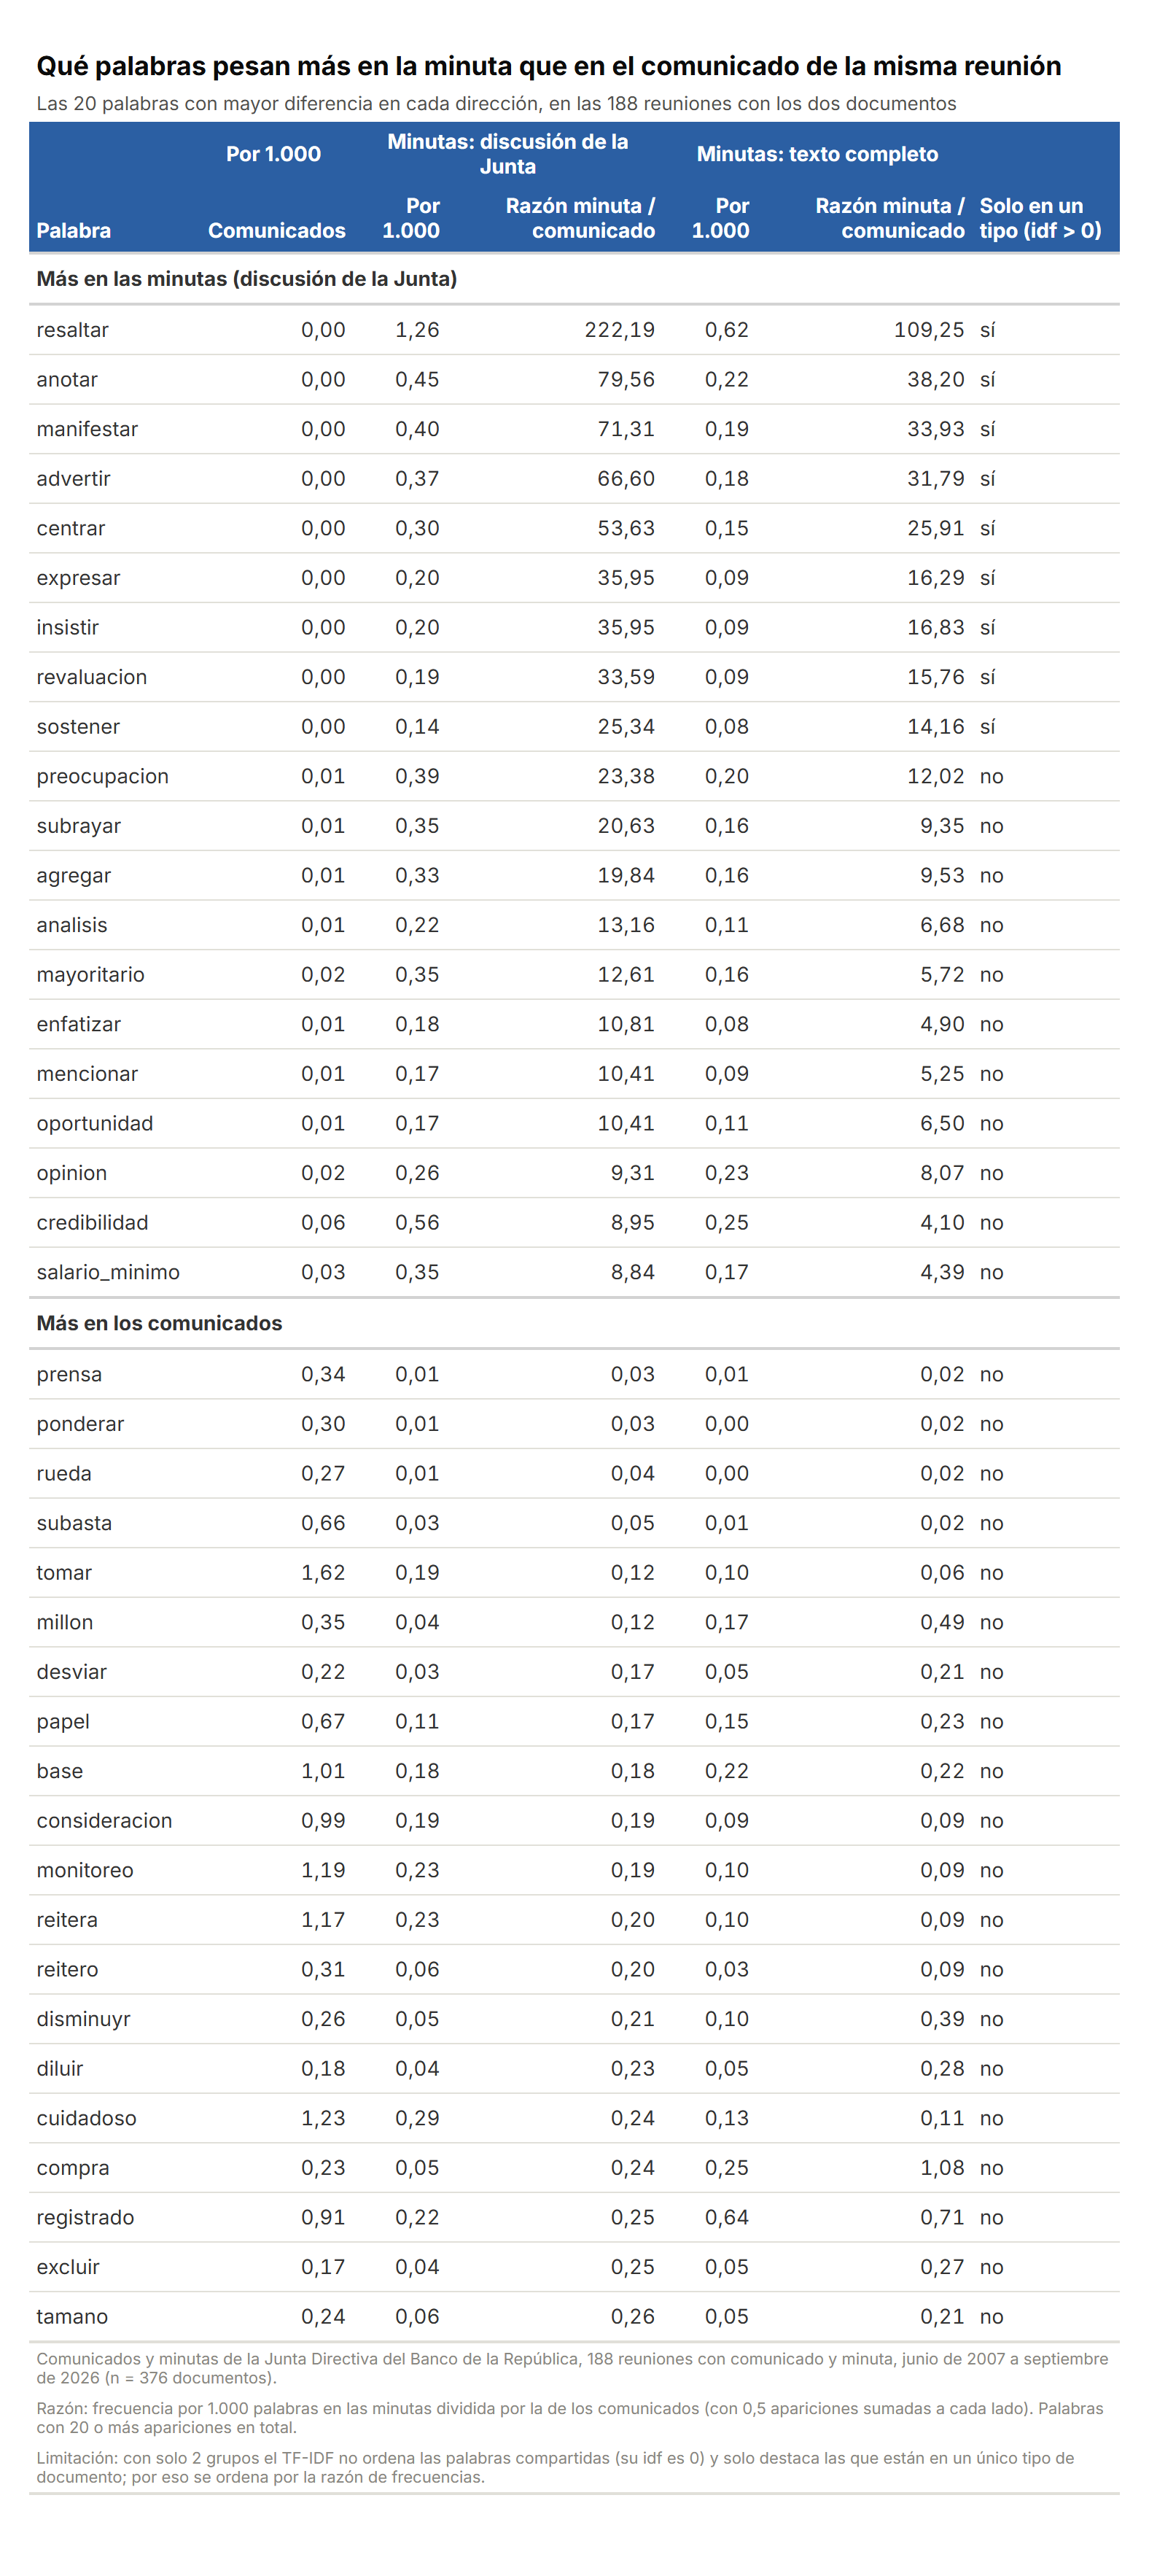 Qué palabras pesan más en la minuta que en el comunicado de la misma reunión
Las 20 palabras con mayor diferencia en cada dirección, en las 188 reuniones con los dos documentos
Por 1.000 Minutas: discusión de la Junta Minutas: texto completo
Palabra Comunicados Por 1.000 Razón minuta / comunicado Por 1.000 Razón minuta / comunicado Solo en un tipo (idf > 0)
Más en las minutas (discusión de la Junta)
resaltar 0,00 1,26 222,19 0,62 109,25 sí
anotar 0,00 0,45 79,56 0,22 38,20 sí
manifestar 0,00 0,40 71,31 0,19 33,93 sí
advertir 0,00 0,37 66,60 0,18 31,79 sí
centrar 0,00 0,30 53,63 0,15 25,91 sí
expresar 0,00 0,20 35,95 0,09 16,29 sí
insistir 0,00 0,20 35,95 0,09 16,83 sí
revaluacion 0,00 0,19 33,59 0,09 15,76 sí
sostener 0,00 0,14 25,34 0,08 14,16 sí
preocupacion 0,01 0,39 23,38 0,20 12,02 no
subrayar 0,01 0,35 20,63 0,16 9,35 no
agregar 0,01 0,33 19,84 0,16 9,53 no
analisis 0,01 0,22 13,16 0,11 6,68 no
mayoritario 0,02 0,35 12,61 0,16 5,72 no
enfatizar 0,01 0,18 10,81 0,08 4,90 no
mencionar 0,01 0,17 10,41 0,09 5,25 no
oportunidad 0,01 0,17 10,41 0,11 6,50 no
opinion 0,02 0,26 9,31 0,23 8,07 no
credibilidad 0,06 0,56 8,95 0,25 4,10 no
salario_minimo 0,03 0,35 8,84 0,17 4,39 no
Más en los comunicados
prensa 0,34 0,01 0,03 0,01 0,02 no
ponderar 0,30 0,01 0,03 0,00 0,02 no
rueda 0,27 0,01 0,04 0,00 0,02 no
subasta 0,66 0,03 0,05 0,01 0,02 no
tomar 1,62 0,19 0,12 0,10 0,06 no
millon 0,35 0,04 0,12 0,17 0,49 no
desviar 0,22 0,03 0,17 0,05 0,21 no
papel 0,67 0,11 0,17 0,15 0,23 no
base 1,01 0,18 0,18 0,22 0,22 no
consideracion 0,99 0,19 0,19 0,09 0,09 no
monitoreo 1,19 0,23 0,19 0,10 0,09 no
reitera 1,17 0,23 0,20 0,10 0,09 no
reitero 0,31 0,06 0,20 0,03 0,09 no
disminuyr 0,26 0,05 0,21 0,10 0,39 no
diluir 0,18 0,04 0,23 0,05 0,28 no
cuidadoso 1,23 0,29 0,24 0,13 0,11 no
compra 0,23 0,05 0,24 0,25 1,08 no
registrado 0,91 0,22 0,25 0,64 0,71 no
excluir 0,17 0,04 0,25 0,05 0,27 no
tamano 0,24 0,06 0,26 0,05 0,21 no
Comunicados y minutas de la Junta Directiva del Banco de la República, 188 reuniones con comunicado y minuta, junio de 2007 a septiembre
de 2026 (n = 376 documentos).
Razón: frecuencia por 1.000 palabras en las minutas dividida por la de los comunicados (con 0,5 apariciones sumadas a cada lado). Palabras
con 20 o más apariciones en total.
Limitación: con solo 2 grupos el TF-IDF no ordena las palabras compartidas (su idf es 0) y solo destaca las que están en un único tipo de
documento; por eso se ordena por la razón de frecuencias.